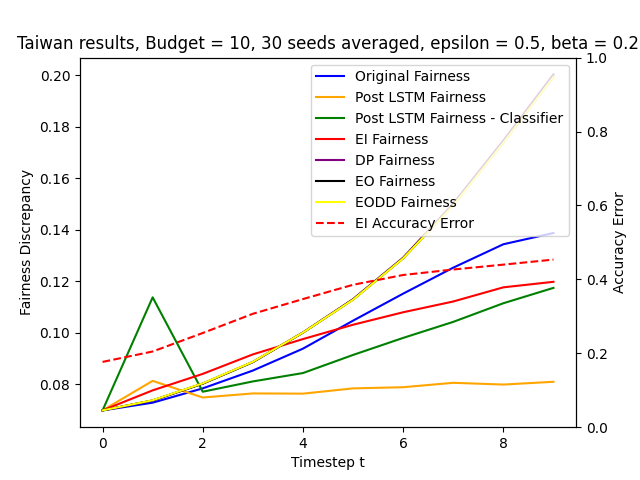 Taiwan results, Budget = 10, 30 seeds averaged, epsilon = 0.5, beta = 0.2
Original Fairness
Post LSTM Fairness
Post LSTM Fairness - Classifier
EI Fairness
DP Fairness
EO Fairness
EODD Fairness
EI Accuracy Error
Fairness Discrepancy
0.20
0.18
0.16
0.14
0.12
0.10
0.08
1.0
0.8
0.6
0.4
0.2
0.0
Accuracy Error
0 2 4 6 8
Timestep t